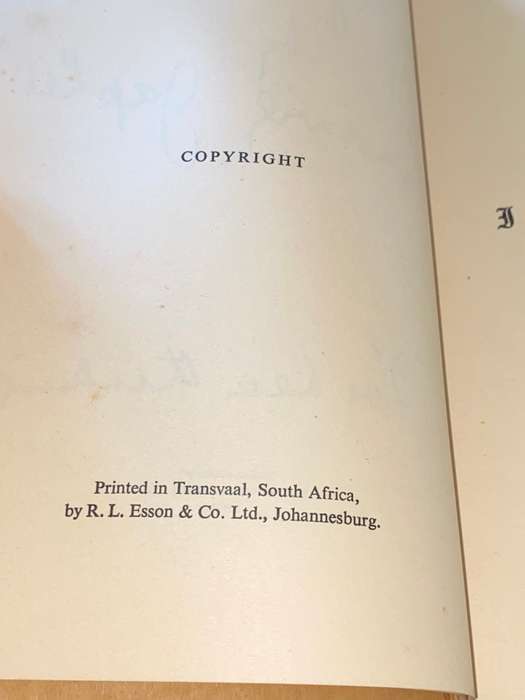 COPYRIGHT
Printed in Transvaal, South Africa,
by R. L. Esson & Co. Ltd., Johannesburg.